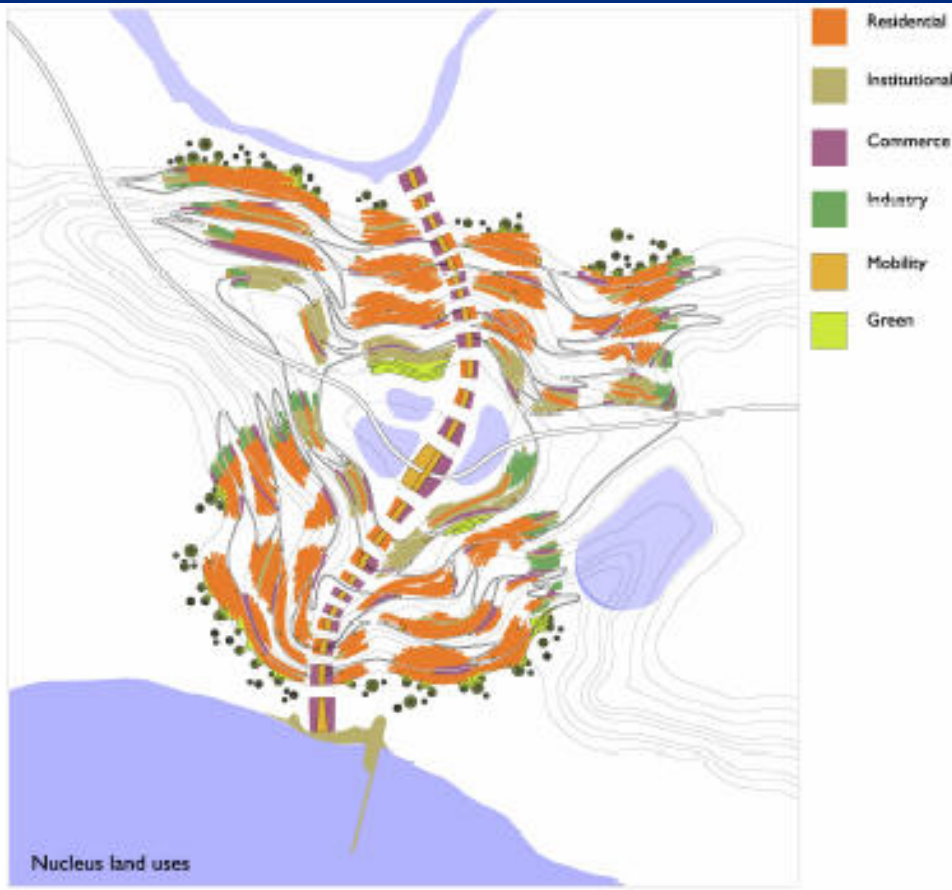 Residential
Institutional
Commerce
Industry
Mobility
Green
Nucleus land uses